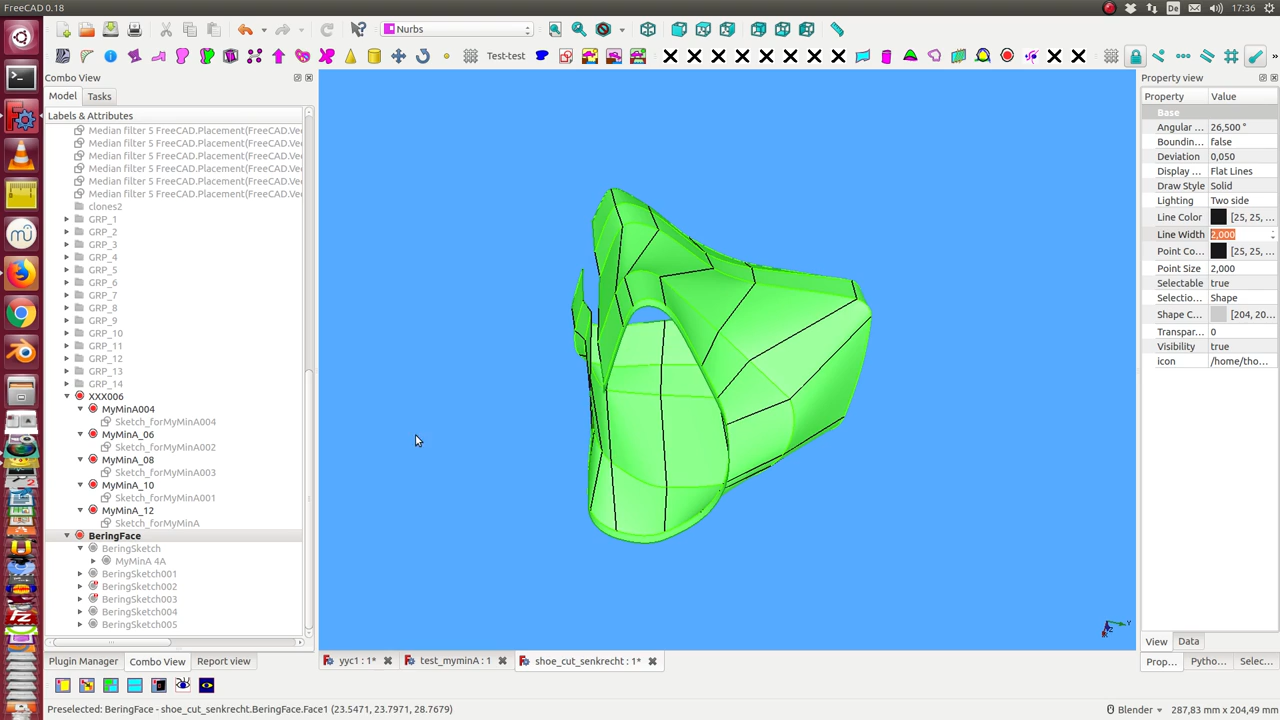 FreeCAD 0.18
De
17:36
Nurbs
Test-test
Combo View
Model
Tasks
Labels & Attributes
Median filter 5 FreeCAD.Placement(FreeCAD.Ve
Median filter 5 FreeCAD.Placement(FreeCAD.Ve
Median filter 5 FreeCAD.Placement(FreeCAD.Ve
Median filter 5 FreeCAD.Placement(FreeCAD.Ve
Median filter 5 FreeCAD.Placement(FreeCAD.Ve
Median filter 5 FreeCAD.Placement(FreeCAD.Ve
clones2
GRP_1
GRP_2
GRP_3
GRP_4
GRP_5
GRP_6
GRP_7
GRP_8
GRP_9
GRP_10
GRP_11
GRP_12
GRP_13
GRP_14
XXX006
MyMinA004
Sketch_forMyMinA004
MyMinA_06
Sketch_forMyMinA002
MyMinA_08
Sketch_forMyMinA003
MyMinA_10
Sketch_forMyMinA001
MyMinA_12
Sketch_forMyMinA
BeringFace
BeringSketch
MyMinA 4A
BeringSketch001
BeringSketch002
BeringSketch003
BeringSketch004
BeringSketch005
Plugin Manager
Combo View
Report view
yyc1 : 1*
test_myminA : 1
shoe_cut_senkrecht : 1*
Property view
Property Value
Base
Angular ... 26,500 °
Boundin... false
Deviation 0,050
Display ... Flat Lines
Draw Style Solid
Lighting Two side
Line Color [25, 25, ...
Line Width 2,000
Point Co... [25, 25, ...
Point Size 2,000
Selectable true
Selectio... Shape
Shape C... [204, 20...
Transpar... 0
Visibility true
icon /home/tho...
View
Data
Prop...
Pytho...
Selec...
Preselected: BeringFace - shoe_cut_senkrecht.BeringFace.Face1 (23.5471, 23.7971, 28.7679)
Blender
287,83 mm x 204,49 mm